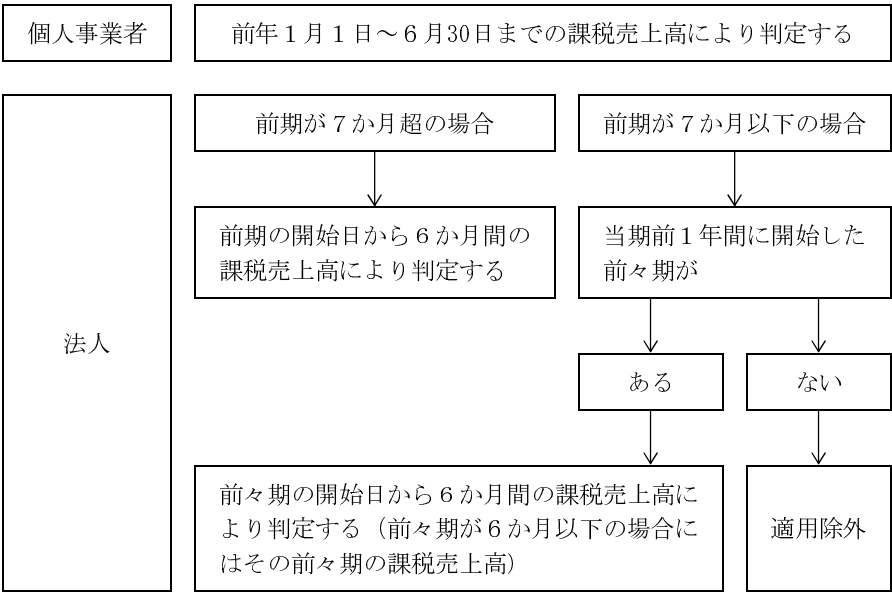 個人事業者
前年１月１日～６月30日までの課税売上高により判定する
法人
前期が７か月超の場合
前期の開始日から６か月間の
課税売上高により判定する
前期が７か月以下の場合
当期前１年間に開始した
前々期が
ある
ない
前々期の開始日から６か月間の課税売上高に
より判定する（前々期が６か月以下の場合に
はその前々期の課税売上高）
適用除外